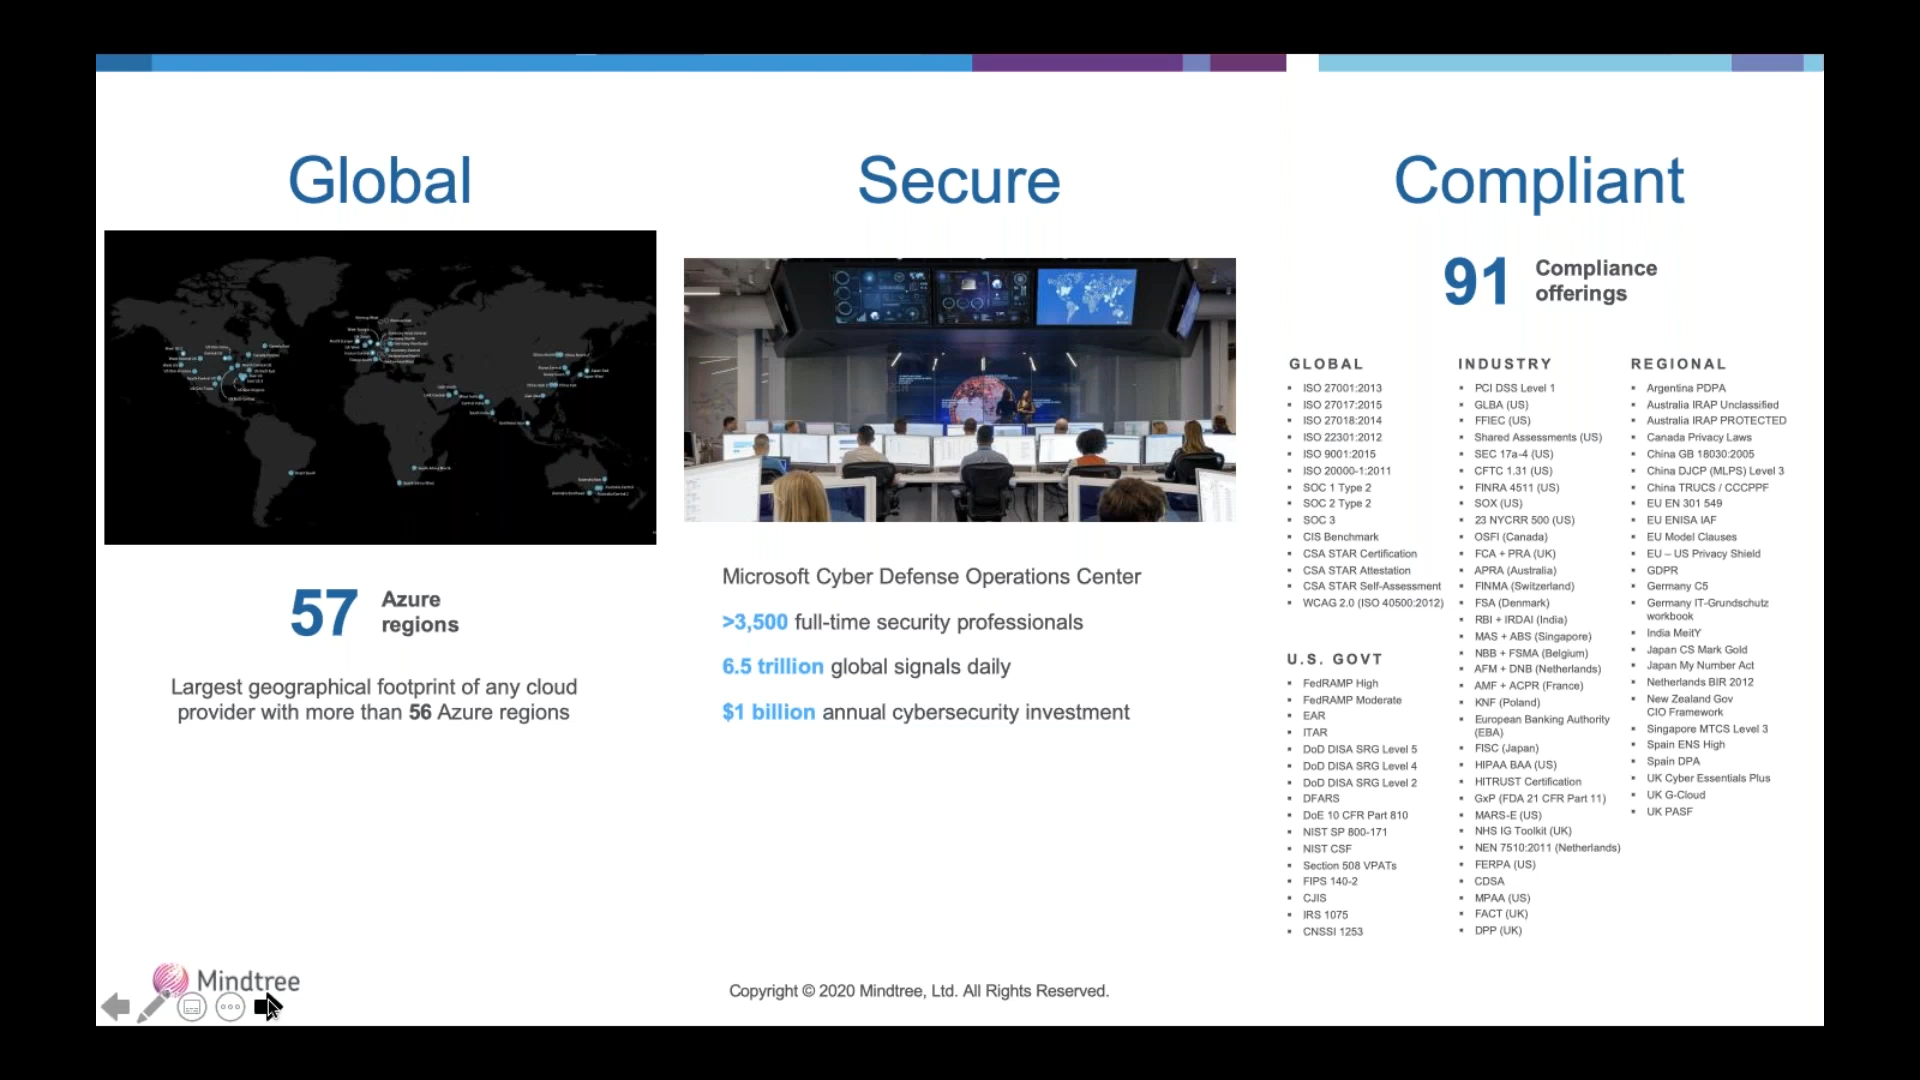 Global
57
Azure
regions
Largest geographical footprint of any cloud
provider with more than 56 Azure regions
Secure
Microsoft Cyber Defense Operations Center
>3,500 full-time security professionals
6.5 trillion global signals daily
$1 billion annual cybersecurity investment
Compliant
91
Compliance
offerings
GLOBAL
▪ ISO 27001:2013
▪ ISO 27017:2015
▪ ISO 27018:2014
▪ ISO 22301:2012
▪ ISO 9001:2015
▪ ISO 20000-1:2011
▪ SOC 1 Type 2
▪ SOC 2 Type 2
▪ SOC 3
▪ CIS Benchmark
▪ CSA STAR Certification
▪ CSA STAR Attestation
▪ CSA STAR Self-Assessment
▪ WCAG 2.0 (ISO 40500:2012)
U.S. GOVT
▪ FedRAMP High
▪ FedRAMP Moderate
▪ EAR
▪ ITAR
▪ DoD DISA SRG Level 5
▪ DoD DISA SRG Level 4
▪ DoD DISA SRG Level 2
▪ DFARS
▪ DoE 10 CFR Part 810
▪ NIST SP 800-171
▪ NIST CSF
▪ Section 508 VPATs
▪ FIPS 140-2
▪ CJIS
▪ IRS 1075
▪ CNSSI 1253
INDUSTRY
▪ PCI DSS Level 1
▪ GLBA (US)
▪ FFIEC (US)
▪ Shared Assessments (US)
▪ SEC 17a-4 (US)
▪ CFTC 1.31 (US)
▪ FINRA 4511 (US)
▪ SOX (US)
▪ 23 NYCRR 500 (US)
▪ OSFI (Canada)
▪ FCA + PRA (UK)
▪ APRA (Australia)
▪ FINMA (Switzerland)
▪ FSA (Denmark)
▪ RBI + IRDAI (India)
▪ MAS + ABS (Singapore)
▪ NBB + FSMA (Belgium)
▪ AFM + DNB (Netherlands)
▪ AMF + ACPR (France)
▪ KNF (Poland)
▪ European Banking Authority
(EBA)
▪ FISC (Japan)
▪ HIPAA BAA (US)
▪ HITRUST Certification
▪ GxP (FDA 21 CFR Part 11)
▪ MARS-E (US)
▪ NHS IG Toolkit (UK)
▪ NEN 7510:2011 (Netherlands)
▪ FERPA (US)
▪ CDSA
▪ MPAA (US)
▪ FACT (UK)
▪ DPP (UK)
REGIONAL
▪ Argentina PDPA
▪ Australia IRAP Unclassified
▪ Australia IRAP PROTECTED
▪ Canada Privacy Laws
▪ China GB 18030:2005
▪ China DJCP (MLPS) Level 3
▪ China TRUCS / CCCPPF
▪ EU EN 301 549
▪ EU ENISA IAF
▪ EU Model Clauses
▪ EU – US Privacy Shield
▪ GDPR
▪ Germany C5
▪ Germany IT-Grundschutz
workbook
▪ India MeitY
▪ Japan CS Mark Gold
▪ Japan My Number Act
▪ Netherlands BIR 2012
▪ New Zealand Gov
CIO Framework
▪ Singapore MTCS Level 3
▪ Spain ENS High
▪ Spain DPA
▪ UK Cyber Essentials Plus
▪ UK G-Cloud
▪ UK PASF
Mindtree
Copyright © 2020 Mindtree, Ltd. All Rights Reserved.